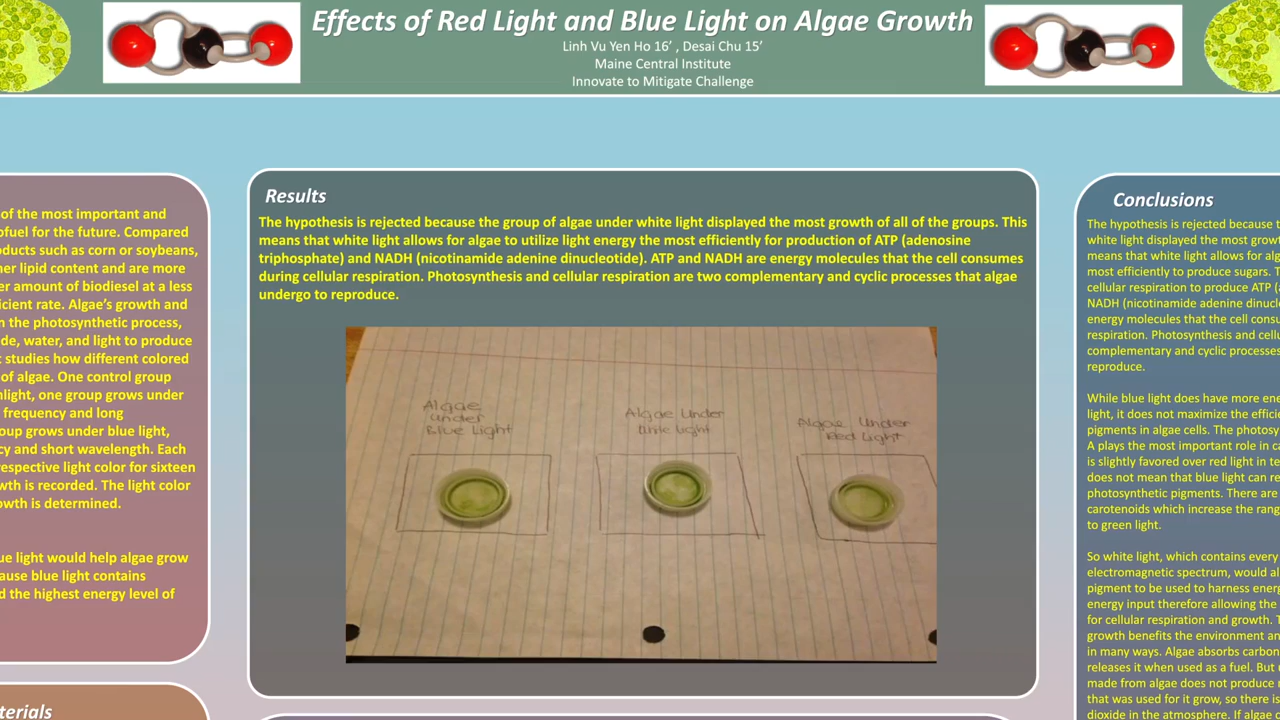 Effects of Red Light and Blue Light on Algae Growth
Linh Vu Yen Ho 16’ , Desai Chu 15’
Maine Central Institute
Innovate to Mitigate Challenge
of the most important and
ofuel for the future. Compared
oducts such as corn or soybeans,
her lipid content and are more
er amount of biodiesel at a less
icient rate. Algae’s growth and
n the photosynthetic process,
de, water, and light to produce
t studies how different colored
of algae. One control group
nlight, one group grows under
frequency and long
oup grows under blue light,
cy and short wavelength. Each
respective light color for sixteen
wth is recorded. The light color
owth is determined.
ue light would help algae grow
ause blue light contains
d the highest energy level of
terials
Results
The hypothesis is rejected because the group of algae under white light displayed the most growth of all of the groups. This
means that white light allows for algae to utilize light energy the most efficiently for production of ATP (adenosine
triphosphate) and NADH (nicotinamide adenine dinucleotide). ATP and NADH are energy molecules that the cell consumes
during cellular respiration. Photosynthesis and cellular respiration are two complementary and cyclic processes that algae
undergo to reproduce.
Algae
Under
Blue Light
Algae Under
White Light
Algae Under
Red Light
Conclusions
The hypothesis is rejected because t
white light displayed the most growt
means that white light allows for alg
most efficiently to produce sugars. T
cellular respiration to produce ATP (
NADH (nicotinamide adenine dinucle
energy molecules that the cell consu
respiration. Photosynthesis and cellu
complementary and cyclic processes
reproduce.
While blue light does have more ene
light, it does not maximize the effici
pigments in algae cells. The photosy
A plays the most important role in ca
is slightly favored over red light in te
does not mean that blue light can re
photosynthetic pigments. There are
carotenoids which increase the rang
to green light.
So white light, which contains every
electromagnetic spectrum, would al
pigment to be used to harness energ
energy input therefore allowing the
for cellular respiration and growth. T
growth benefits the environment an
in many ways. Algae absorbs carbon
releases it when used as a fuel. But u
made from algae does not produce m
that was used for it grow, so there is
dioxide in the atmosphere. If algae c